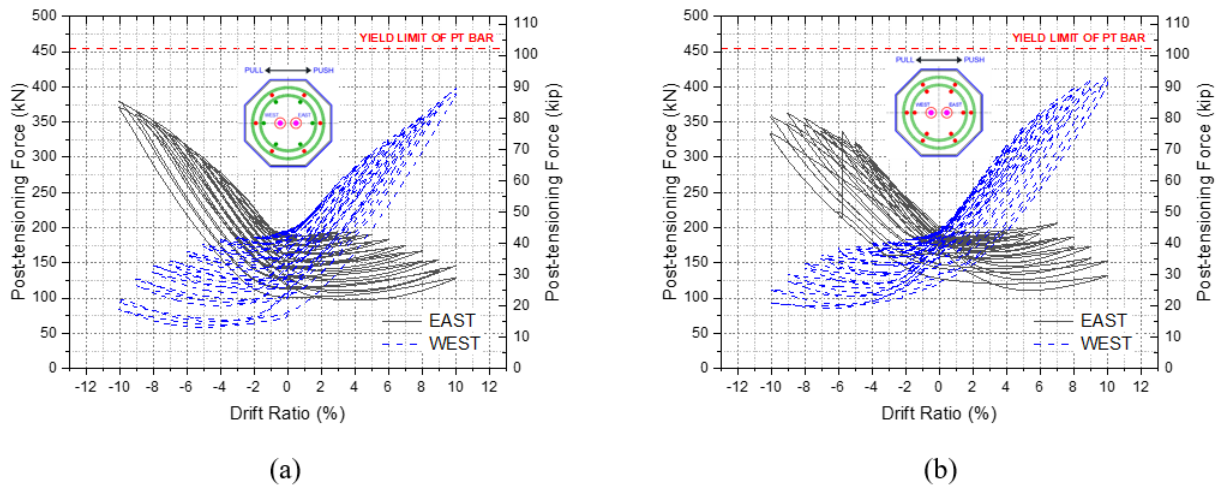 500
450
400
350
300
250
200
150
100
50
0
Post-tensioning Force (kN)
YIELD LIMIT OF PT BAR
PULL PUSH
WEST EAST
EAST
WEST
110
100
90
80
70
60
50
40
30
20
10
0
Post-tensioning Force (kip)
-12 -10 -8 -6 -4 -2 0 2 4 6 8 10 12
Drift Ratio (%)
(a)
500
450
400
350
300
250
200
150
100
50
0
Post-tensioning Force (kN)
YIELD LIMIT OF PT BAR
PULL PUSH
WEST EAST
EAST
WEST
110
100
90
80
70
60
50
40
30
20
10
0
Post-tensioning Force (kip)
-12 -10 -8 -6 -4 -2 0 2 4 6 8 10 12
Drift Ratio (%)
(b)